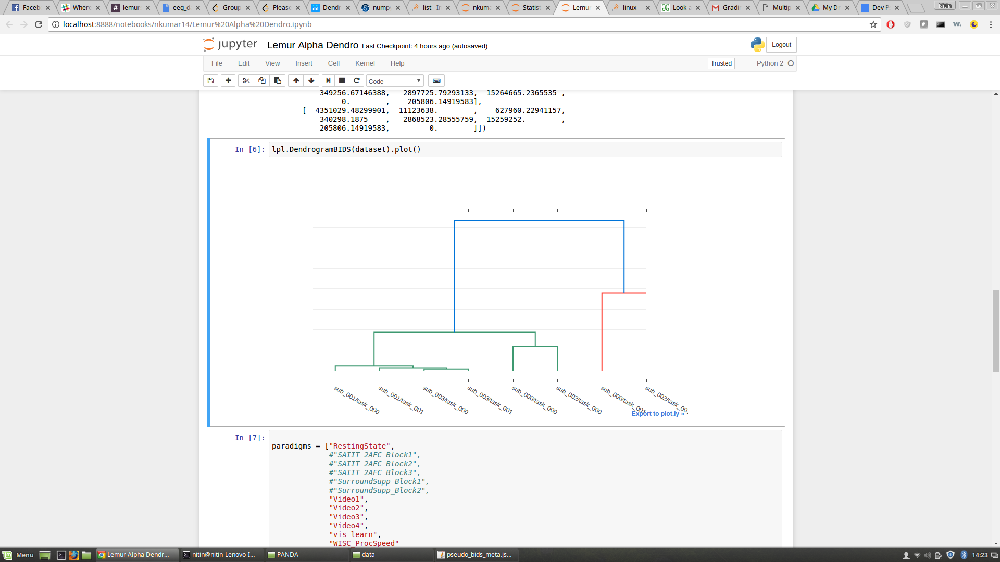 Faceb Where lemur eeg_d Group Please Dendr numpy list - In nkuma Statist Lemur linux - Look-a Gradin Multip My Dr Dev P Nitin
localhost:8888/notebooks/nkumar14/Lemur%20Alpha%20Dendro.ipynb
jupyter Lemur Alpha Dendro Last Checkpoint: 4 hours ago (autosaved) Logout
File Edit View Insert Cell Kernel Help Trusted Python 2
Code
349256.67146388, 2897725.79293133, 15264665.2365535 ,
0. , 205806.14919583],
[ 4351029.48299901, 11123638. , 627960.22941157,
340298.1875 , 2868523.28555759, 15259252. ,
205806.14919583, 0. ]])
In [6]: lpl.DendrogramBIDS(dataset).plot()
sub_001/task_000 sub_001/task_001 sub_003/task_000 sub_003/task_001 sub_000/task_000 sub_002/task_000 sub_000/task_001 sub_002/task_00
Export to plot.ly »
In [7]:
paradigms = ["RestingState",
#"SAIIT_2AFC_Block1",
#"SAIIT_2AFC_Block2",
#"SAIIT_2AFC_Block3",
#"SurroundSupp_Block1",
#"SurroundSupp_Block2",
"Video1",
"Video2",
"Video3",
"Video4",
"vis_learn",
"WISC_ProcSpeed"
Menu Lemur Alpha Dendr... nitin@nitin-Lenovo-I... PANDA data pseudo_bids_meta.js... 14:23